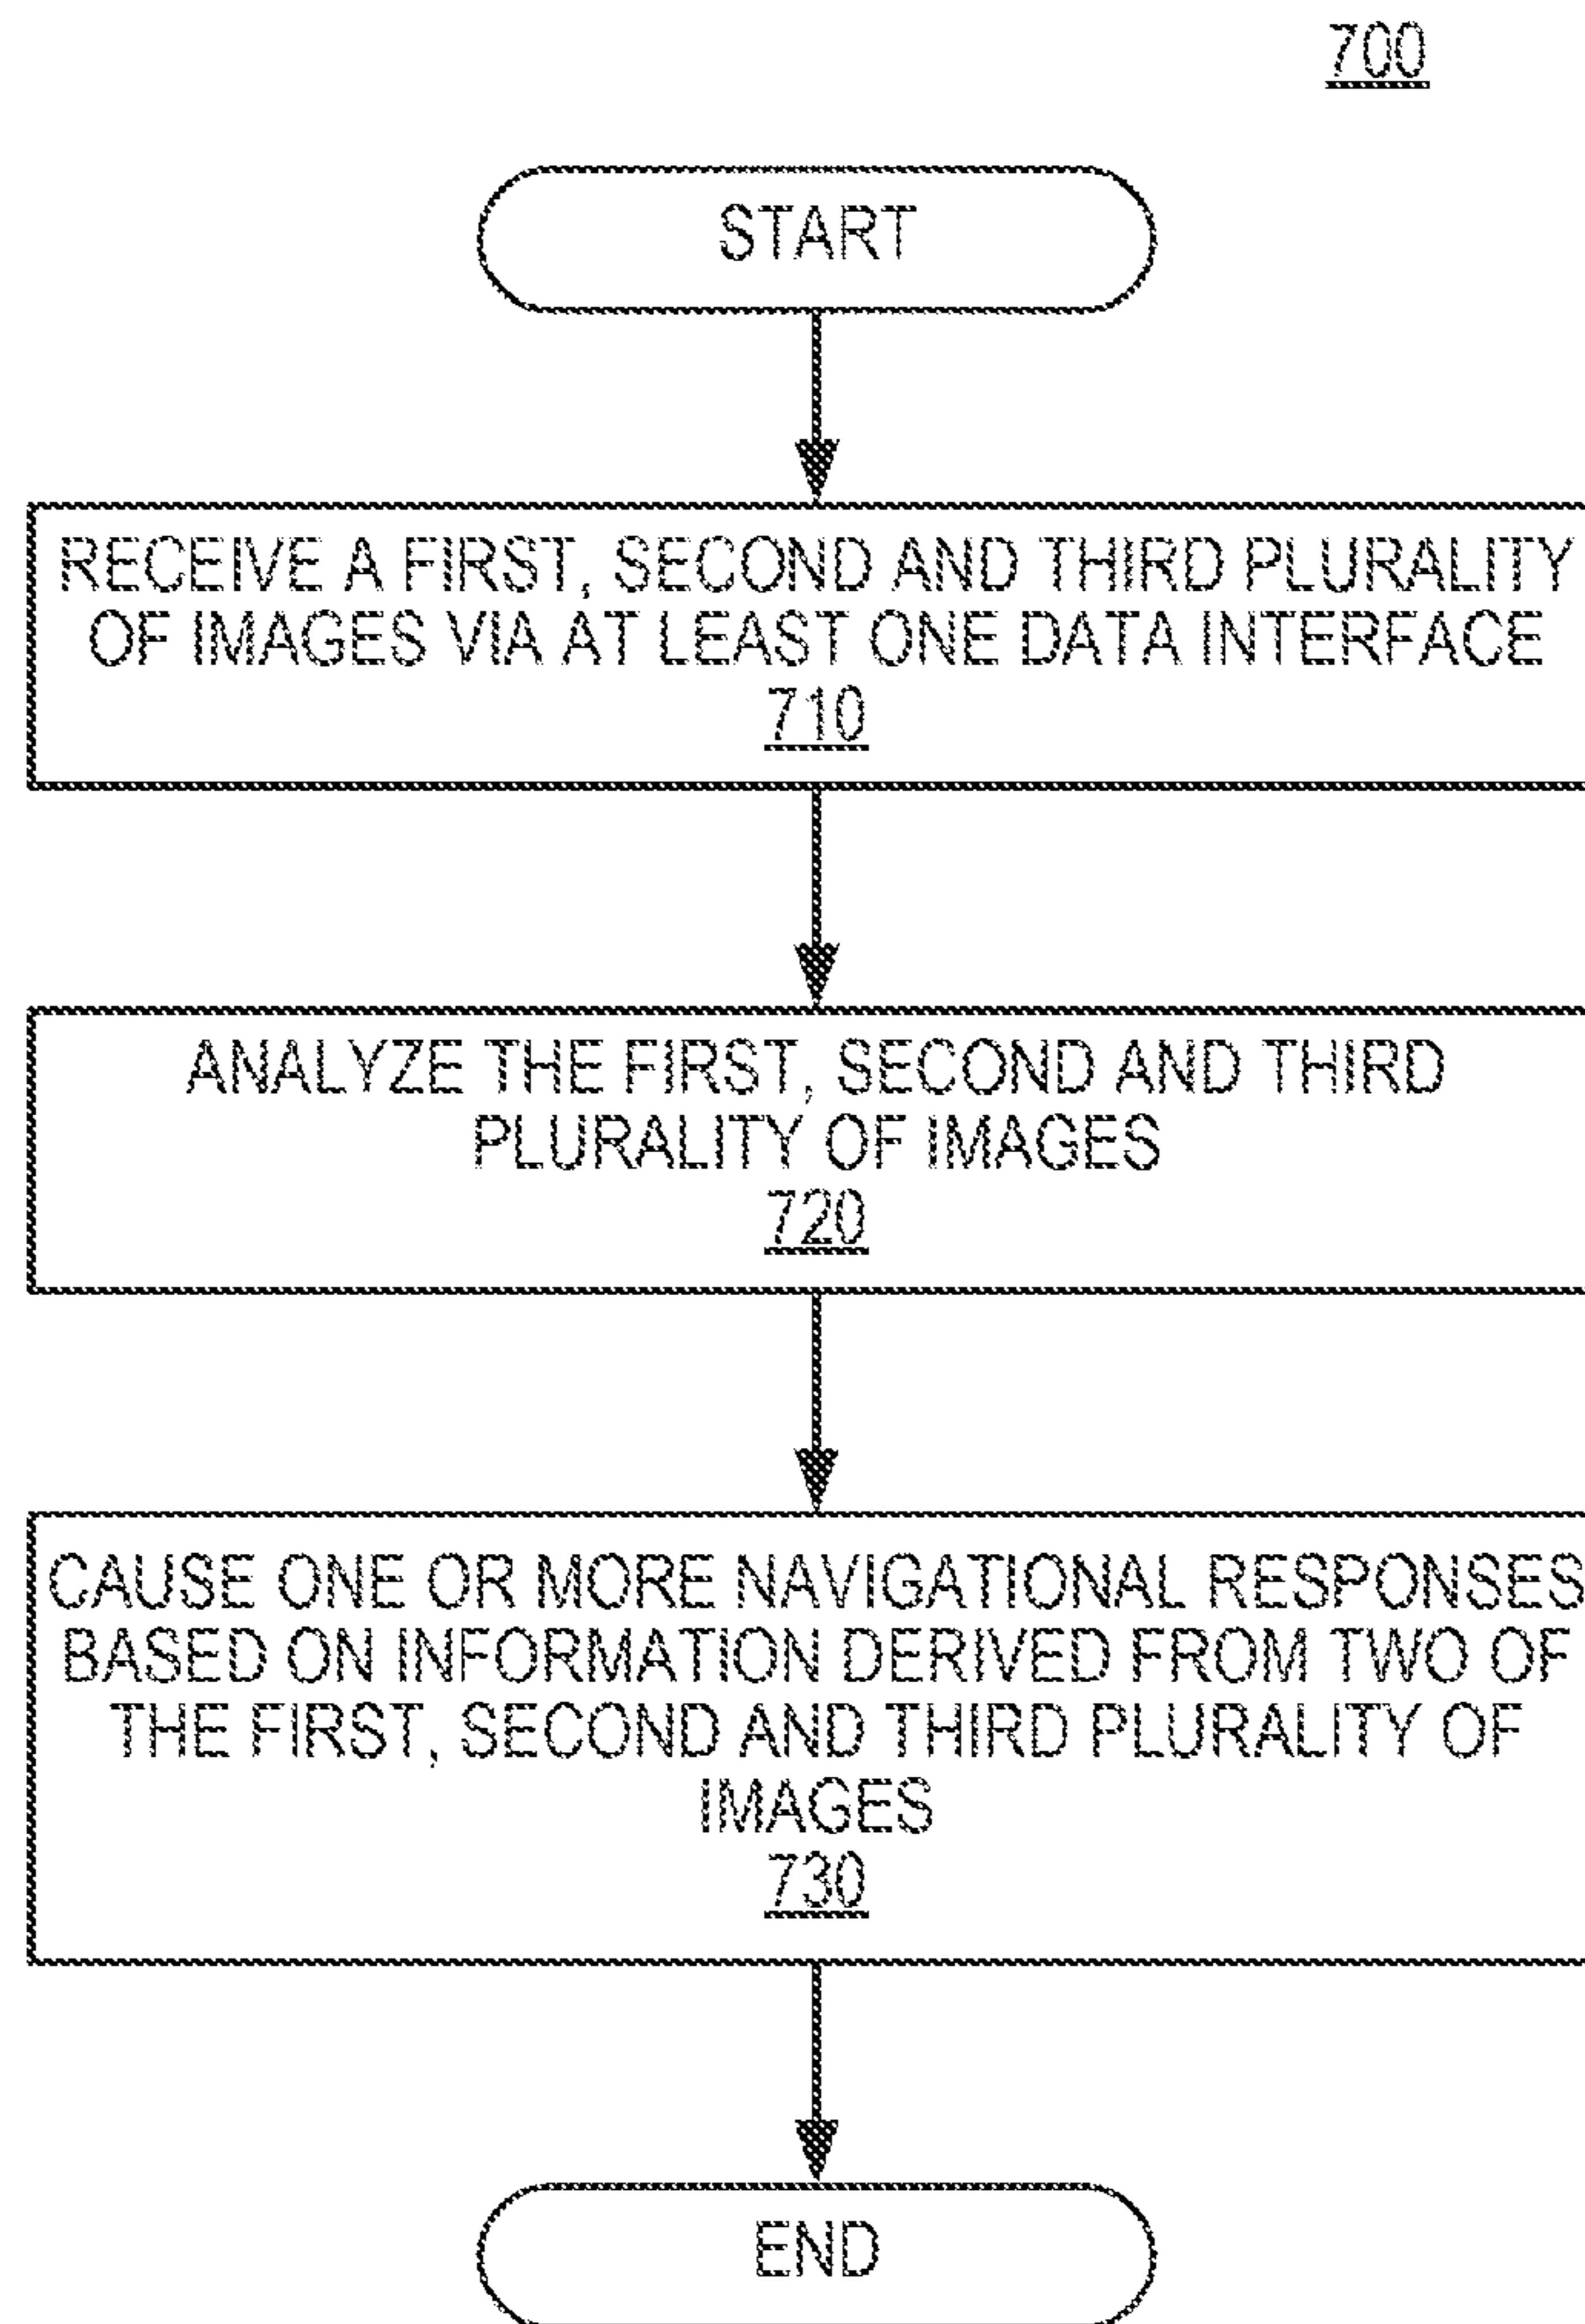 700
START
RECEIVE A FIRST, SECOND AND THIRD PLURALITY
OF IMAGES VIA AT LEAST ONE DATA INTERFACE
710
ANALYZE THE FIRST, SECOND AND THIRD
PLURALITY OF IMAGES
720
CAUSE ONE OR MORE NAVIGATIONAL RESPONSES
BASED ON INFORMATION DERIVED FROM TWO OF
THE FIRST, SECOND AND THIRD PLURALITY OF
IMAGES
730
END